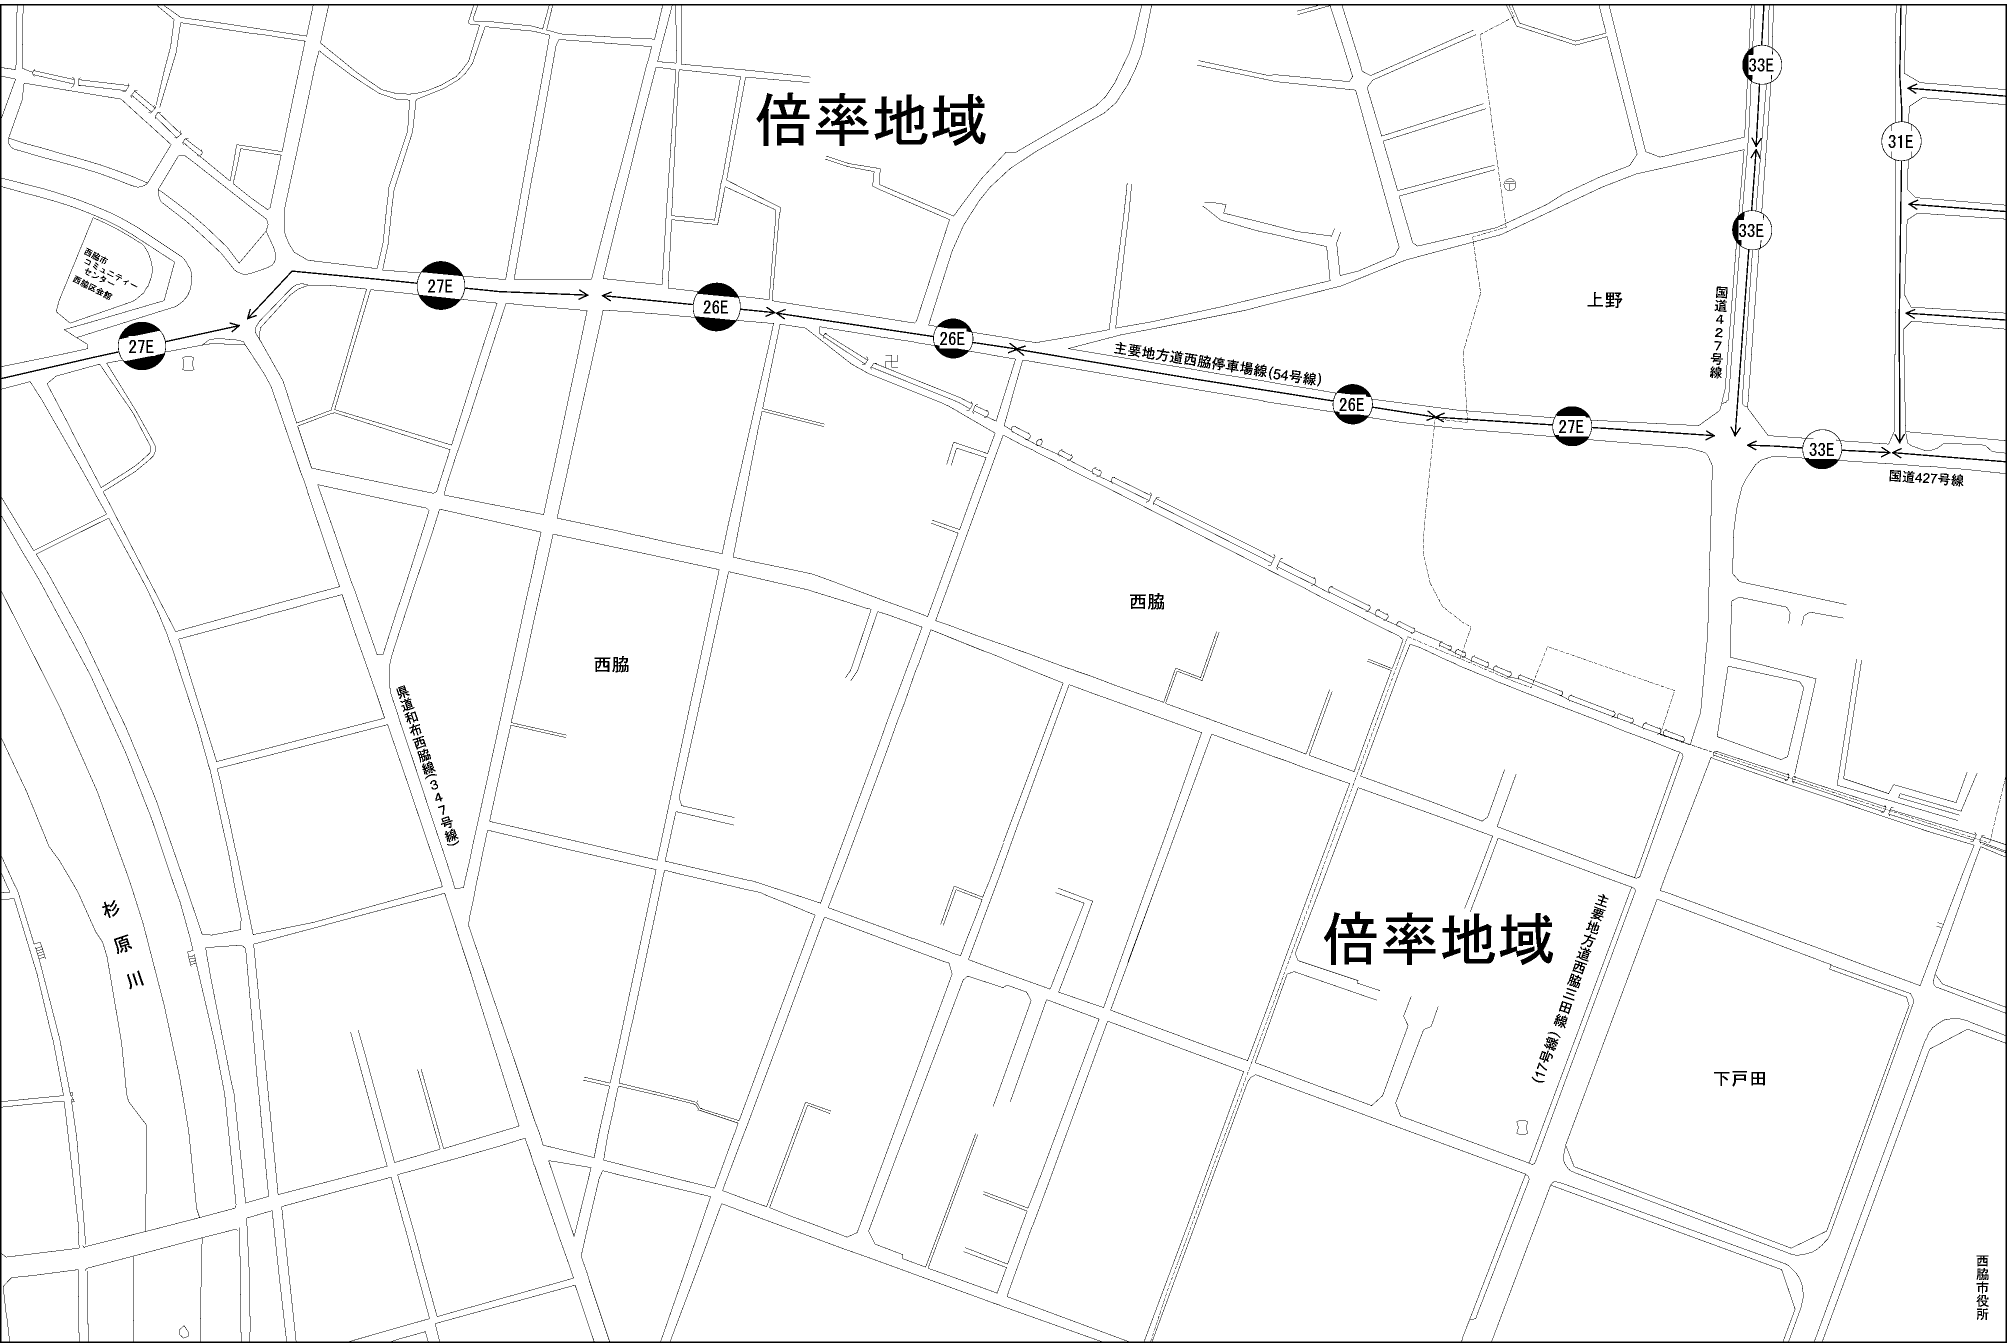 33E
倍率地域
31E
〒
33E
西脇市
コミュニティー
センター
西脇区会館
27E
上野
国道427号線
26E
27E
26E
主要地方道西脇停車場線(54号線)
卍
26E
27E
33E
国道427号線
西脇
西脇
県道和布西脇線(347号線)
杉原川
倍率地域
主要地方道西脇三田線(17号線)
下戸田
西脇市役所